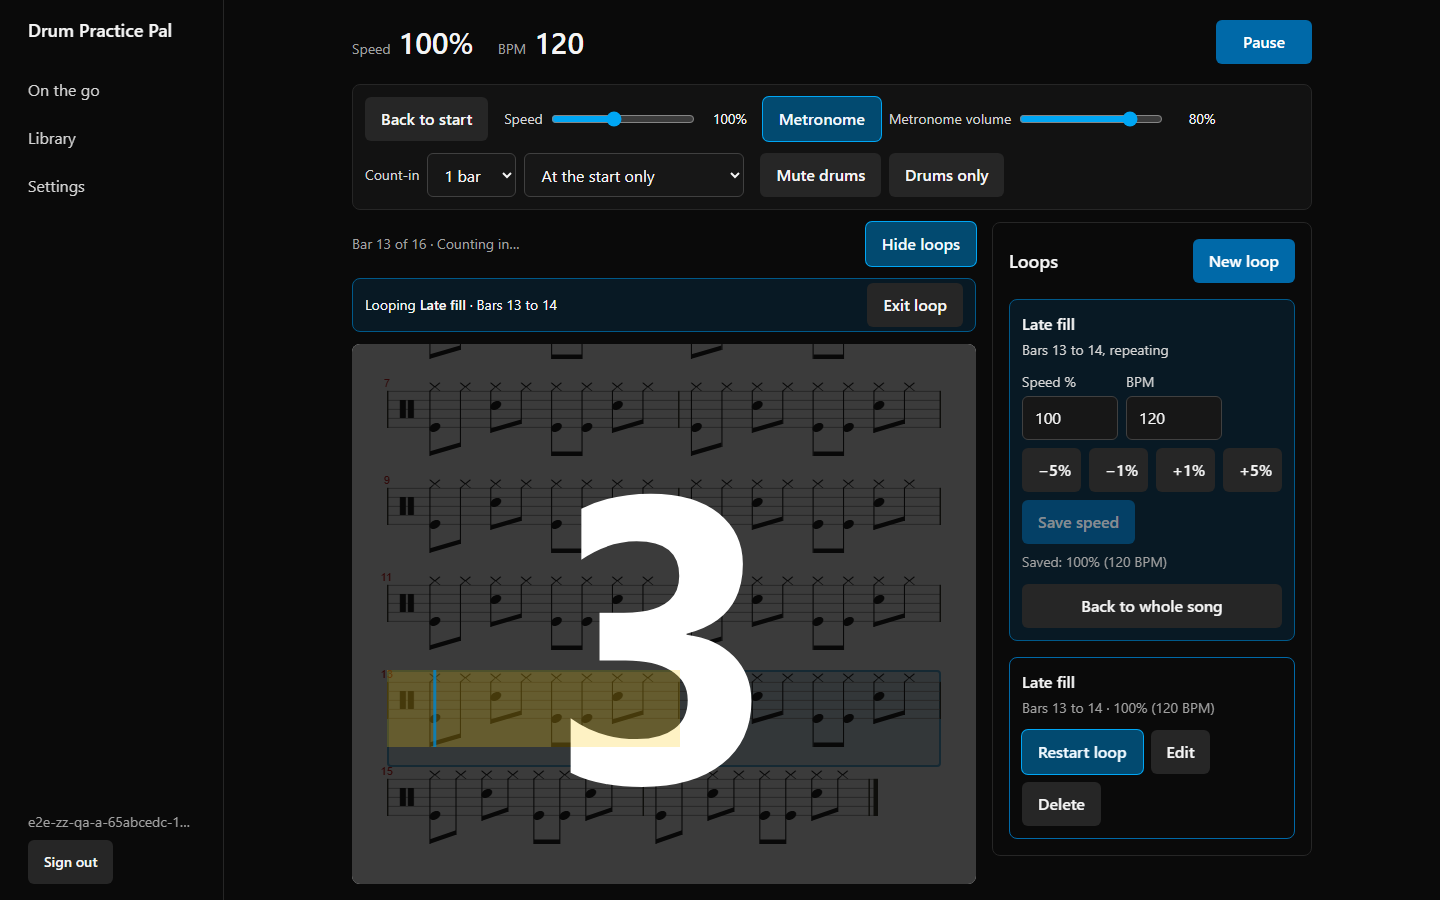 Drum Practice Pal
On the go
Library
Settings
e2e-zz-qa-a-65abcedc-1...
Sign out
Speed 100% BPM 120
Pause
Back to start Speed 100% Metronome Metronome volume 80%
Count-in 1 bar At the start only Mute drums Drums only
Bar 13 of 16 · Counting in...
Hide loops
Looping Late fill · Bars 13 to 14
Exit loop
7
9
11
15
3
Loops
New loop
Late fill
Bars 13 to 14, repeating
Speed % BPM
100 120
−5% −1% +1% +5%
Save speed
Saved: 100% (120 BPM)
Back to whole song
Late fill
Bars 13 to 14 · 100% (120 BPM)
Restart loop Edit
Delete